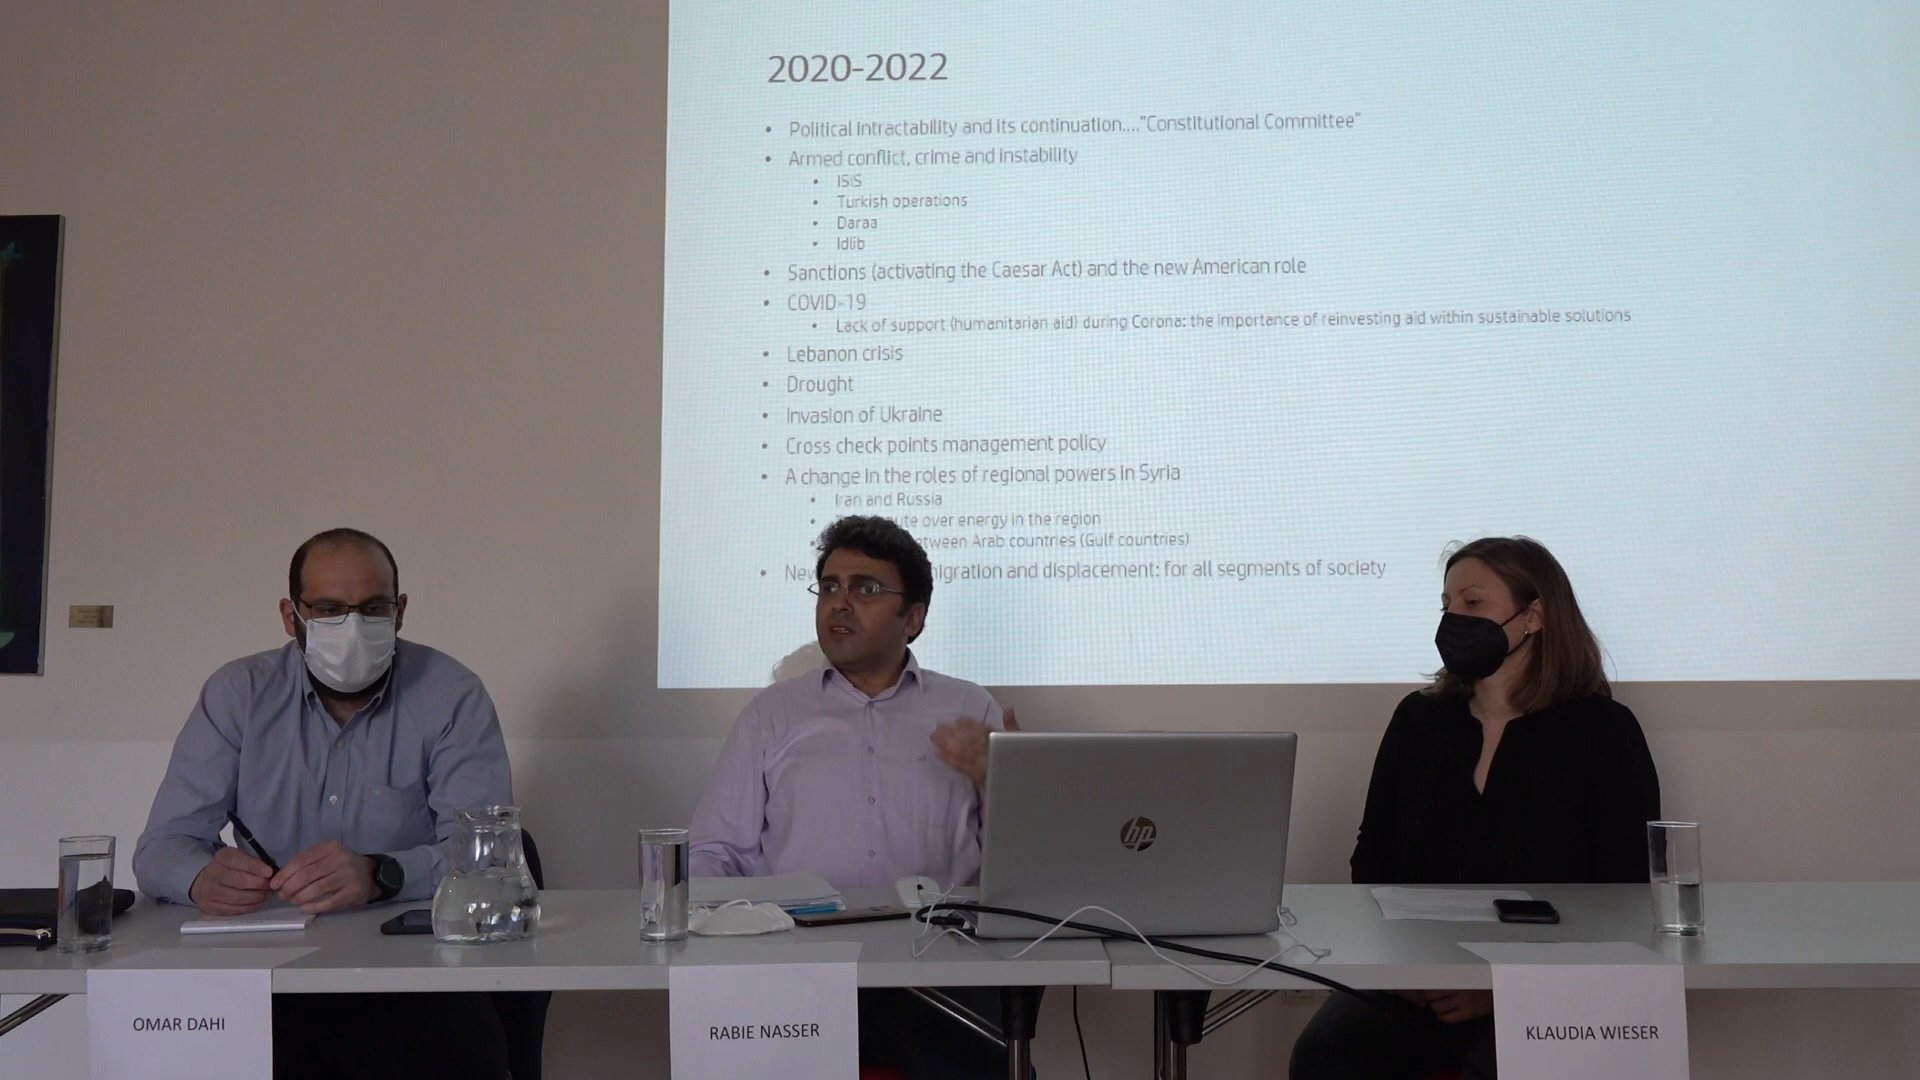 2020-2022
• Political intractability and its continuation...."Constitutional Committee"
• Armed conflict, crime and instability
• ISIS
• Turkish operations
• Daraa
• Idlib
• Sanctions (activating the Caesar Act) and the new American role
• COVID-19
• Lack of support (humanitarian aid) during Corona: the importance of reinvesting aid within sustainable solutions
• Lebanon crisis
• Drought
• Invasion of Ukraine
• Cross check points management policy
• A change in the roles of regional powers in Syria
• Iran and Russia
• over energy in the region
• Arab countries (Gulf countries)
• and displacement: for all segments of society
hp
OMAR DAHI
RABIE NASSER
KLAUDIA WIESER